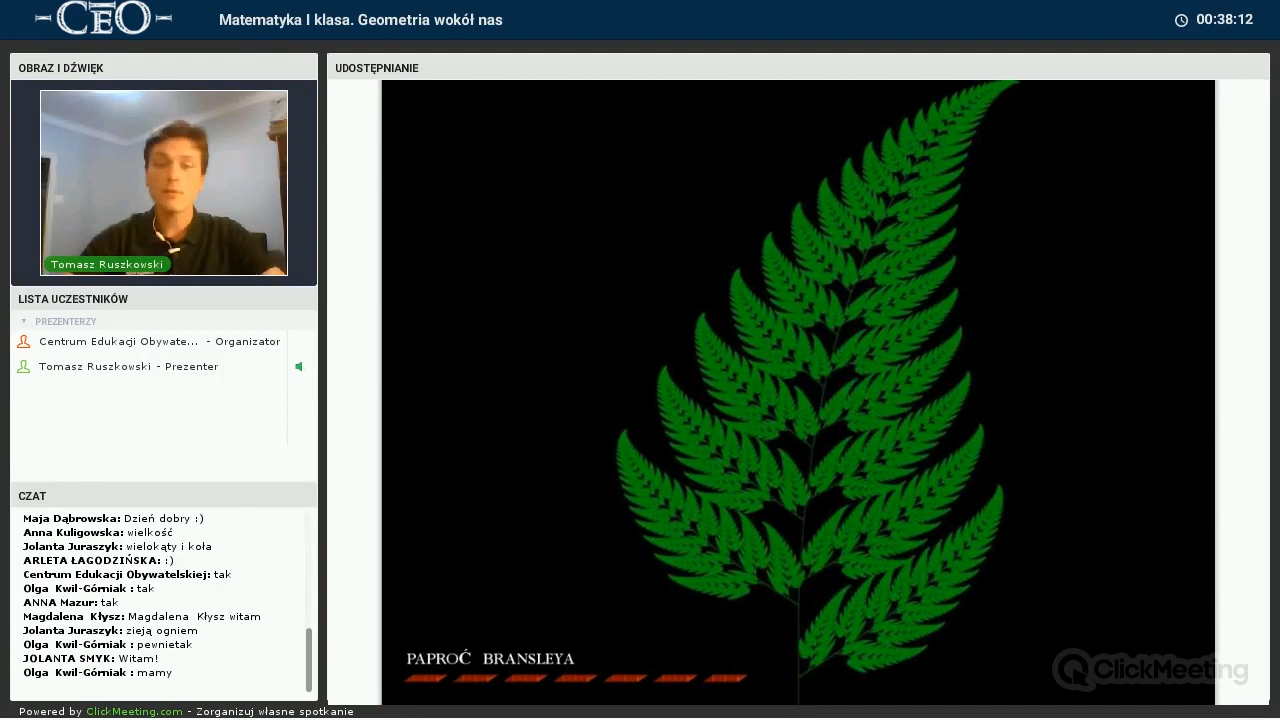 CEO
Matematyka I klasa. Geometria wokół nas
00:38:12
OBRAZ I DŹWIĘK
Tomasz Ruszkowski
LISTA UCZESTNIKÓW
PREZENTERZY
Centrum Edukacji Obywate... - Organizator
Tomasz Ruszkowski - Prezenter
CZAT
Maja Dąbrowska: Dzień dobry :)
Anna Kuligowska: wielkość
Jolanta Juraszyk: wielokąty i koła
ARLETA ŁAGODZIŃSKA: :)
Centrum Edukacji Obywatelskiej: tak
Olga Kwil-Górniak : tak
ANNA Mazur: tak
Magdalena Kłysz: Magdalena Kłysz witam
Jolanta Juraszyk: zieją ogniem
Olga Kwil-Górniak : pewnietak
JOLANTA SMYK: Witam!
Olga Kwil-Górniak : mamy
UDOSTĘPNIANIE
PAPROĆ BRANSLEYA
ClickMeeting
Powered by ClickMeeting.com - Zorganizuj własne spotkanie